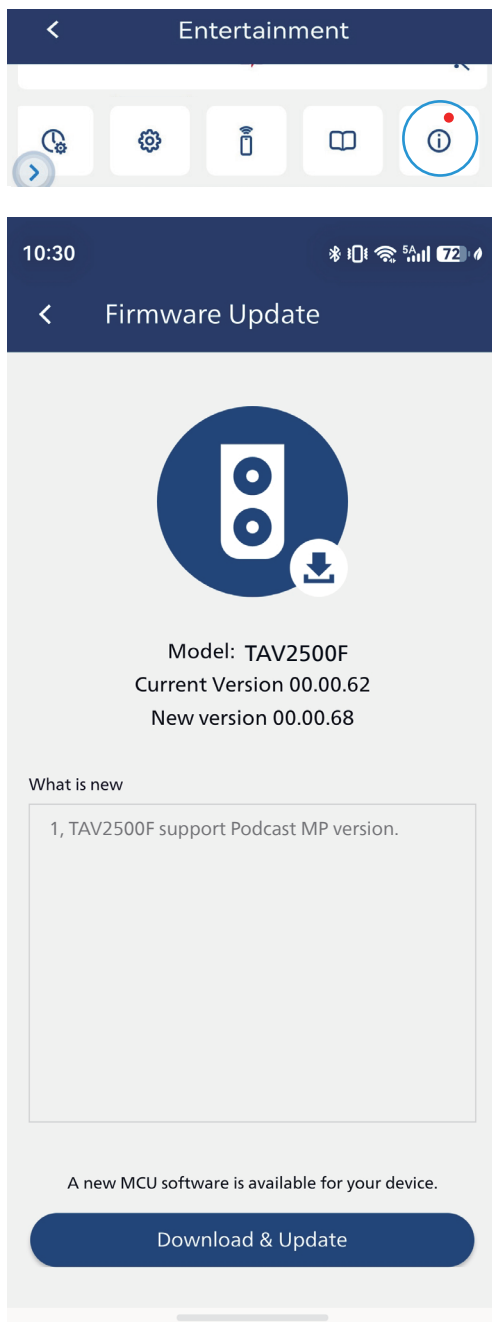 Entertainment
10:30
5A
72
Firmware Update
Model: TAV2500F
Current Version 00.00.62
New version 00.00.68
What is new
1, TAV2500F support Podcast MP version.
A new MCU software is available for your device.
Download & Update